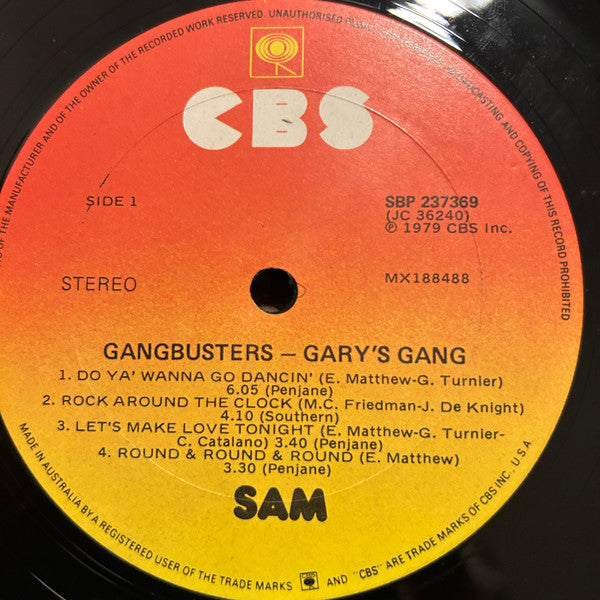 OF THE MANUFACTURER AND OF THE OWNER OF THE RECORDED WORK RESERVED. UNAUTHORISED
BROADCASTING AND COPYING OF THIS RECORD PROHIBITED
CBS
SIDE 1
SBP 237369
(JC 36240)
℗ 1979 CBS Inc.
STEREO
MX188488
GANGBUSTERS – GARY'S GANG
1. DO YA' WANNA GO DANCIN' (E. Matthew-G. Turnier)
6.05 (Penjane)
2. ROCK AROUND THE CLOCK (M.C. Friedman-J. De Knight)
4.10 (Southern)
3. LET'S MAKE LOVE TONIGHT (E. Matthew-G. Turnier-
C. Catalano) 3.40 (Penjane)
4. ROUND & ROUND & ROUND (E. Matthew)
3.30 (Penjane)
SAM
MADE IN AUSTRALIA BY A REGISTERED USER OF THE TRADE MARKS AND "CBS" ARE TRADE MARKS OF CBS INC., U.S.A.